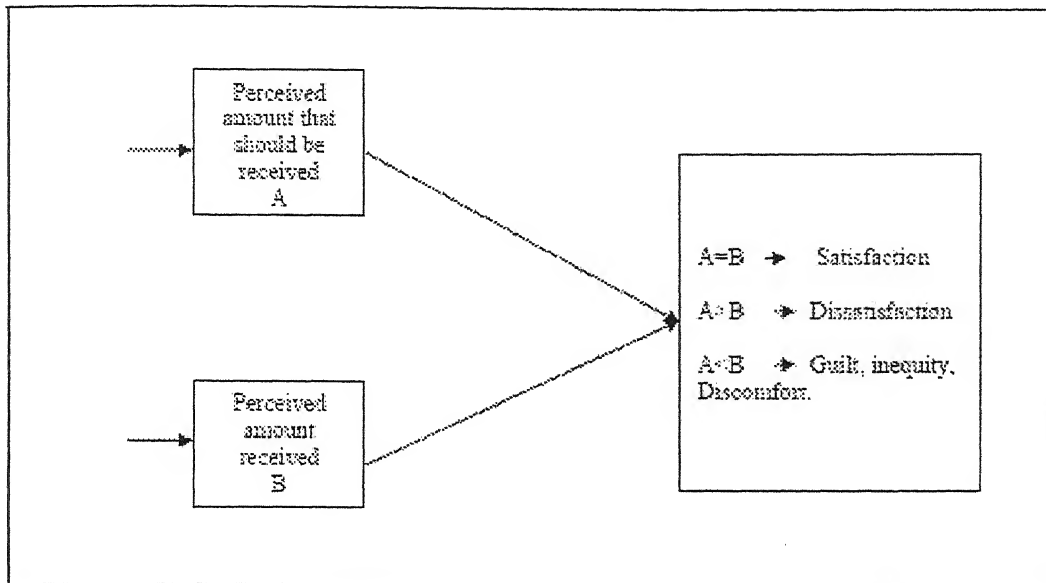 Perceived
amount that
should be
received
A
A=B → Satisfaction
A>B → Dissatisfaction
A<B → Guilt, inequity,
Discomfort.
Perceived
amount
received
B